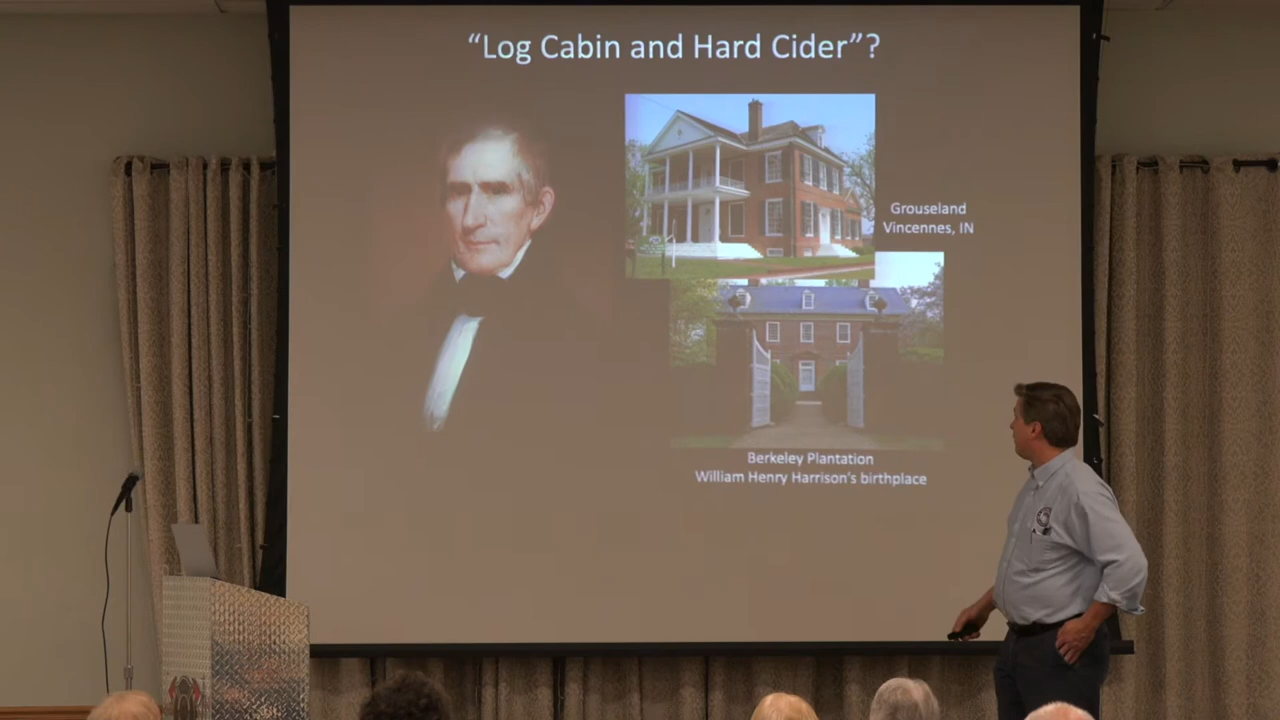 “Log Cabin and Hard Cider”?
Grouseland
Vincennes, IN
Berkeley Plantation
William Henry Harrison’s birthplace